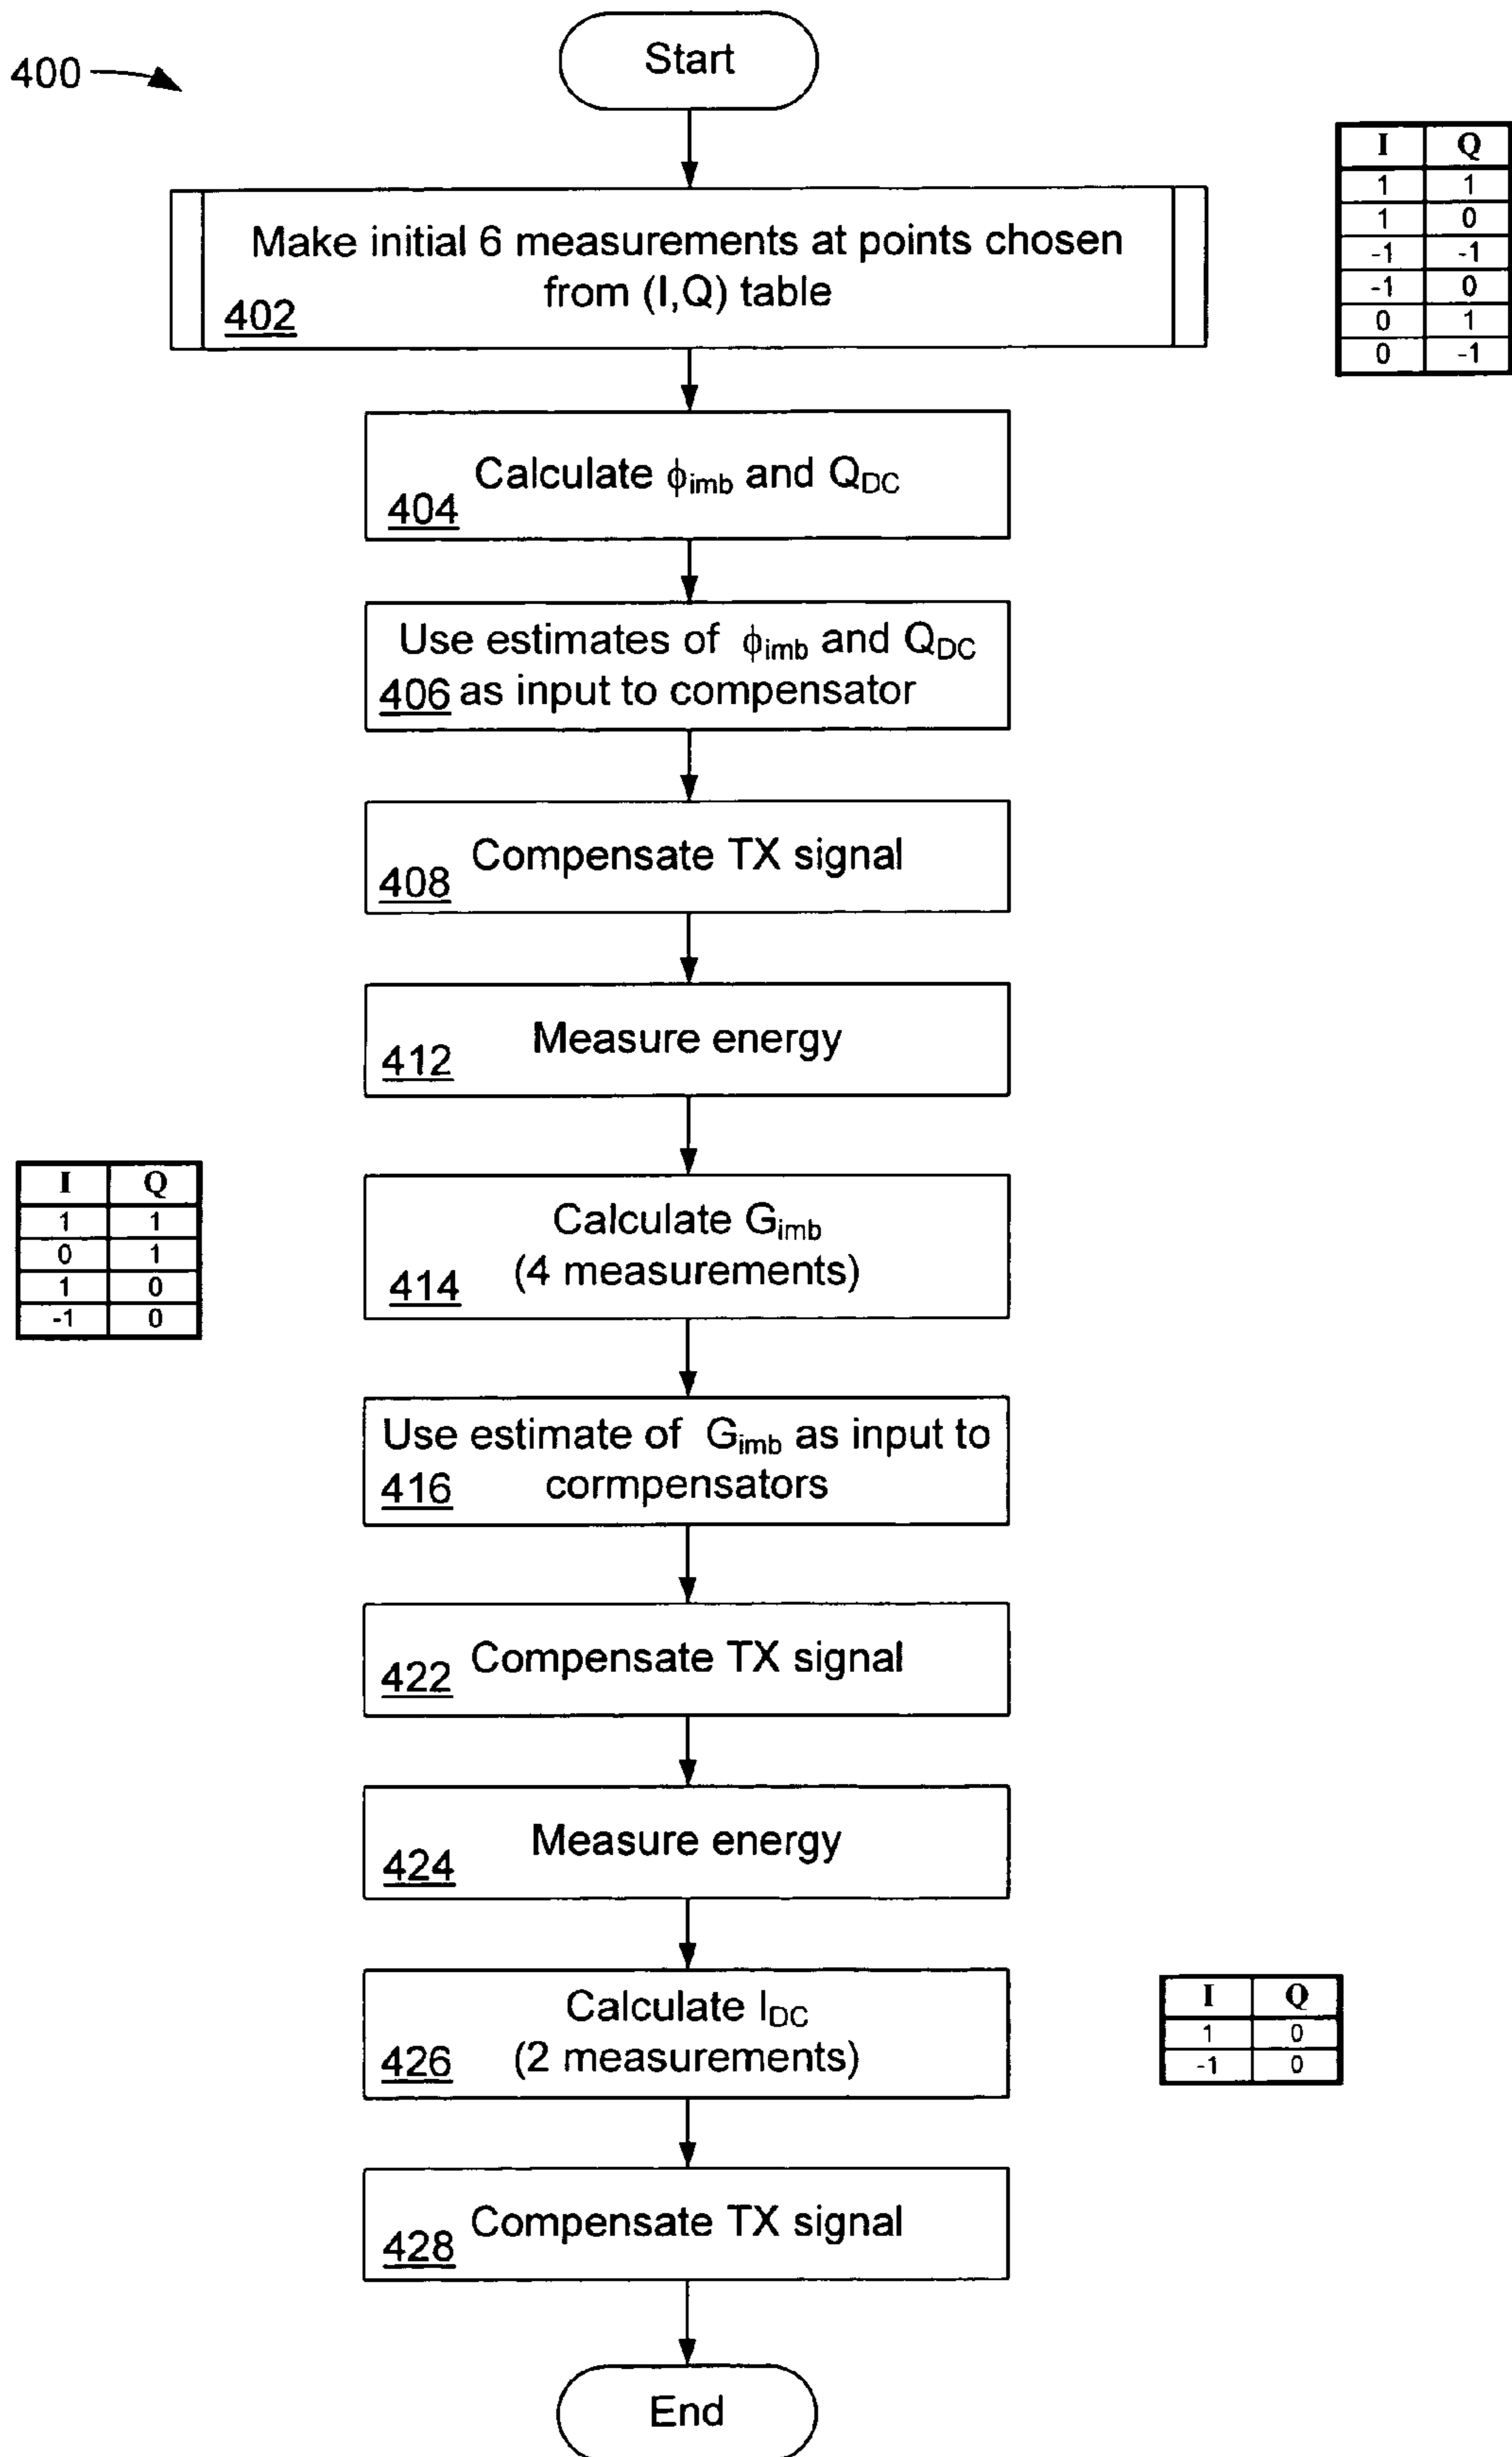 400
Start
I Q
1 1
1 0
-1 -1
-1 0
0 1
0 -1
Make initial 6 measurements at points chosen
from (I,Q) table
402
Calculate ϕimb and QDC
404
Use estimates of ϕimb and QDC
406 as input to compensator
Compensate TX signal
408
Measure energy
412
I Q
1 1
0 1
1 0
-1 0
Calculate Gimb
(4 measurements)
414
Use estimate of Gimb as input to
416 cormpensators
Compensate TX signal
422
Measure energy
424
Calculate IDC
(2 measurements)
426
I Q
1 0
-1 0
Compensate TX signal
428
End